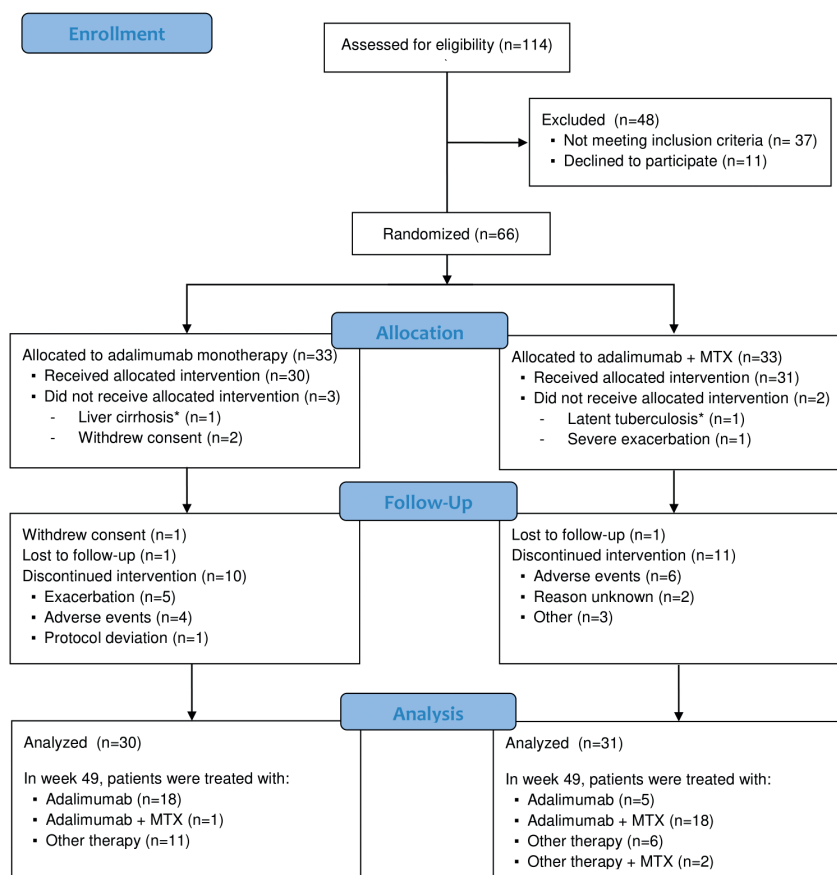 Enrollment
Assessed for eligibility (n=114)
Excluded (n=48)
▪ Not meeting inclusion criteria (n= 37)
▪ Declined to participate (n=11)
Randomized (n=66)
Allocation
Allocated to adalimumab monotherapy (n=33)
▪ Received allocated intervention (n=30)
▪ Did not receive allocated intervention (n=3)
- Liver cirrhosis* (n=1)
- Withdrew consent (n=2)
Allocated to adalimumab + MTX (n=33)
▪ Received allocated intervention (n=31)
▪ Did not receive allocated intervention (n=2)
- Latent tuberculosis* (n=1)
- Severe exacerbation (n=1)
Follow-Up
Withdrew consent (n=1)
Lost to follow-up (n=1)
Discontinued intervention (n=10)
▪ Exacerbation (n=5)
▪ Adverse events (n=4)
▪ Protocol deviation (n=1)
Lost to follow-up (n=1)
Discontinued intervention (n=11)
▪ Adverse events (n=6)
▪ Reason unknown (n=2)
▪ Other (n=3)
Analysis
Analyzed (n=30)
In week 49, patients were treated with:
▪ Adalimumab (n=18)
▪ Adalimumab + MTX (n=1)
▪ Other therapy (n=11)
Analyzed (n=31)
In week 49, patients were treated with:
▪ Adalimumab (n=5)
▪ Adalimumab + MTX (n=18)
▪ Other therapy (n=6)
▪ Other therapy + MTX (n=2)